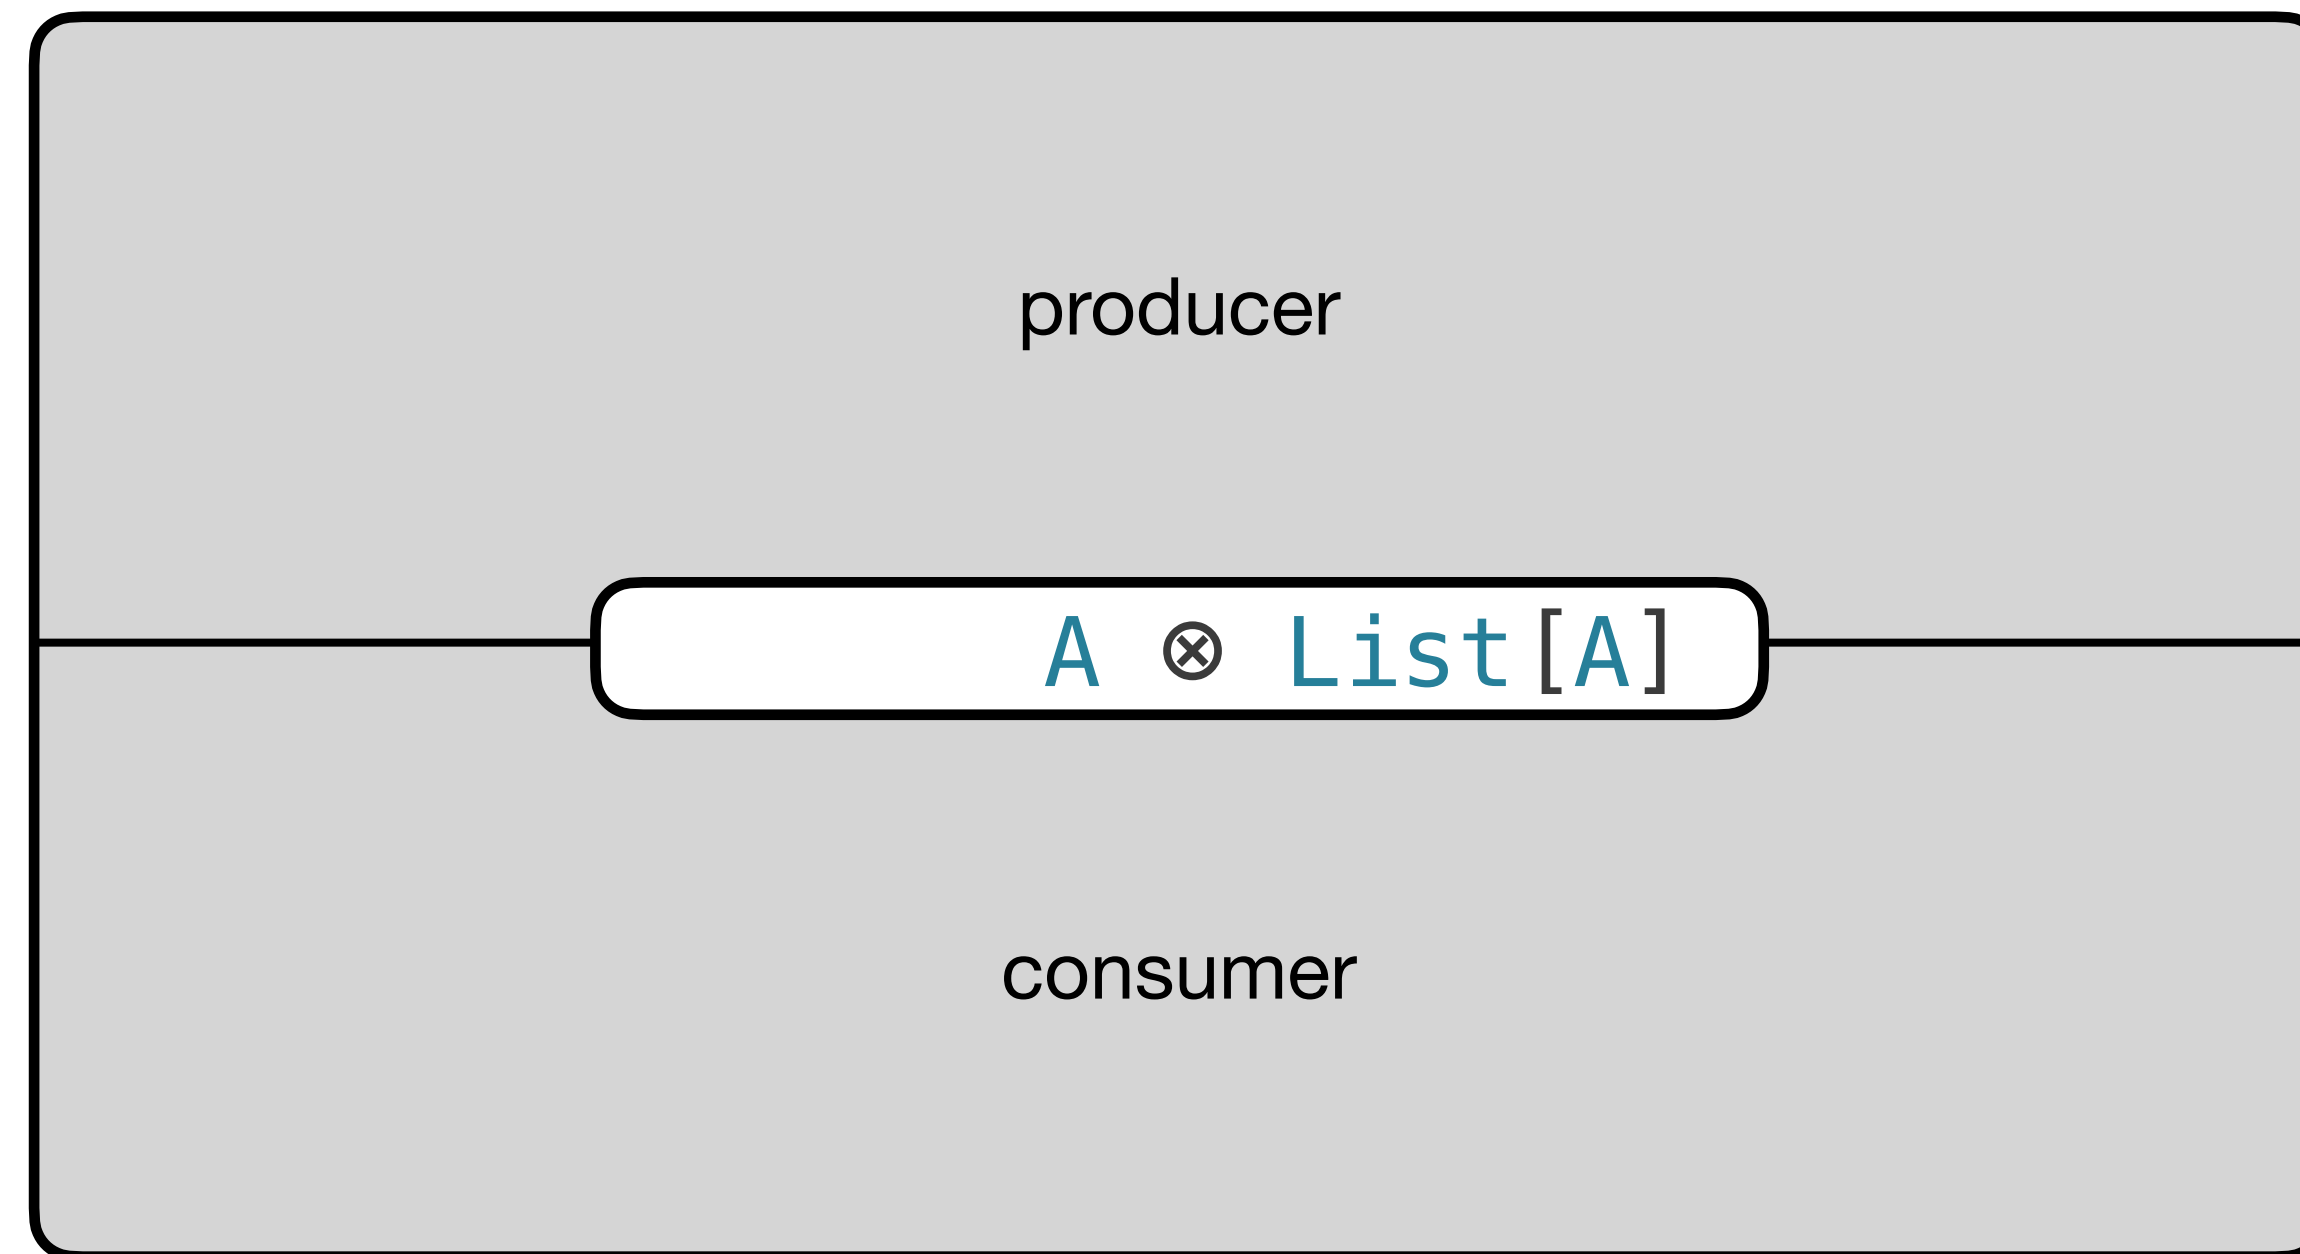 producer
A ⊗ List[A]
consumer